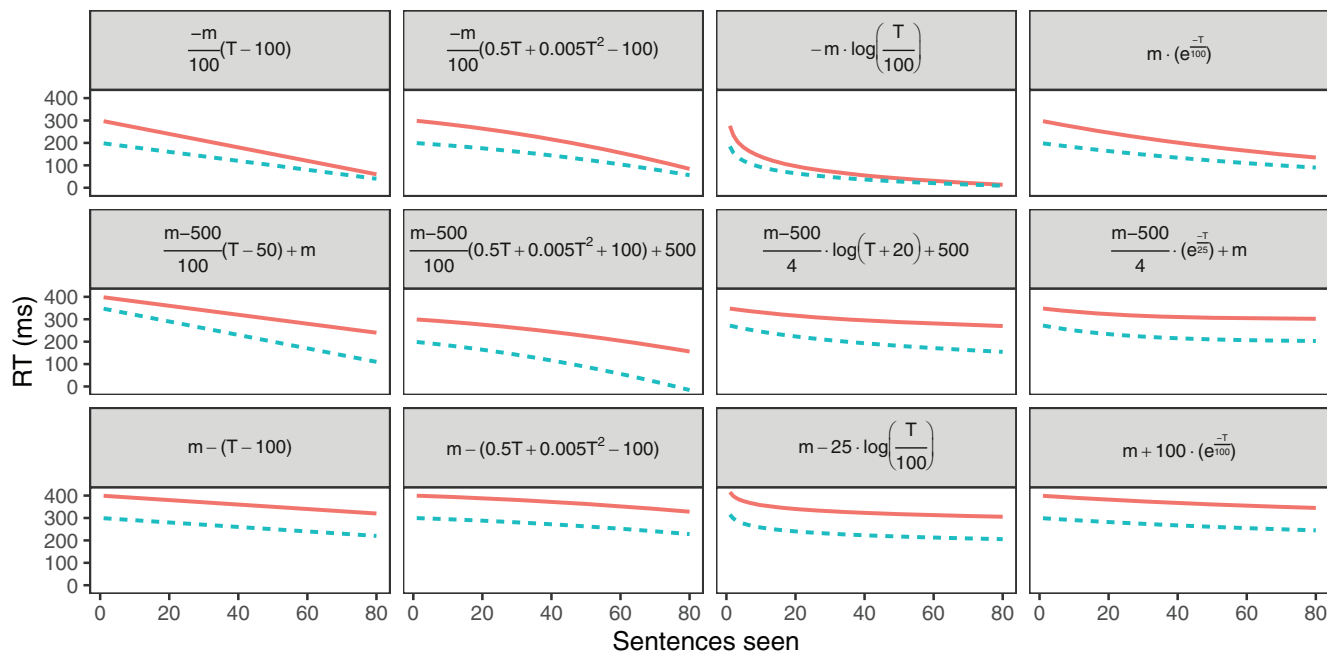 −m/100 (T − 100)
−m/100 (0.5T + 0.005T² − 100)
− m · log(T/100)
m · (e^(−T/100))
400
300
200
100
0
m−500/100 (T − 50) + m
m−500/100 (0.5T + 0.005T² + 100) + 500
m−500/4 · log(T + 20) + 500
m−500/4 · (e^(−T/25)) + m
400
300
200
100
0
RT (ms)
m − (T − 100)
m − (0.5T + 0.005T² − 100)
m − 25 · log(T/100)
m + 100 · (e^(−T/100))
400
300
200
100
0
0 20 40 60 80 0 20 40 60 80 0 20 40 60 80 0 20 40 60 80
Sentences seen